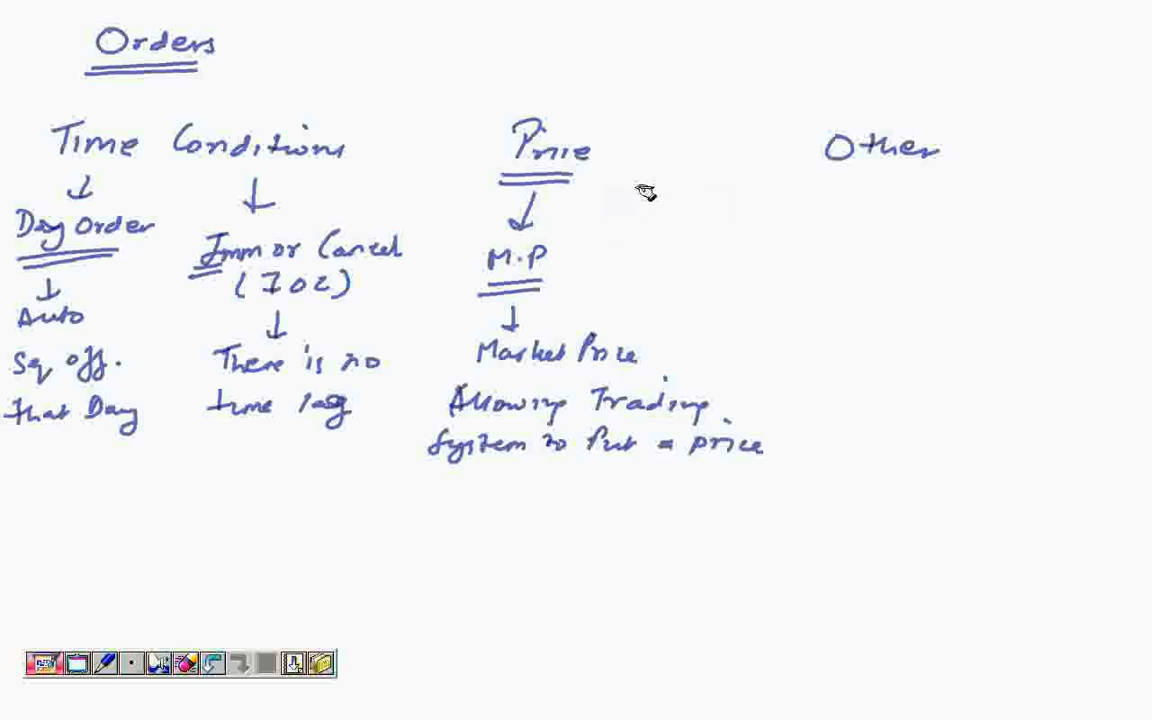 Orders
Time Conditions
Day Order
Auto
Sq off.
that Day
Imm or Cancel
(IOC)
There is no
time lag
Price
M.P
Market Price
Allowing Trading
System to Put a price
Other